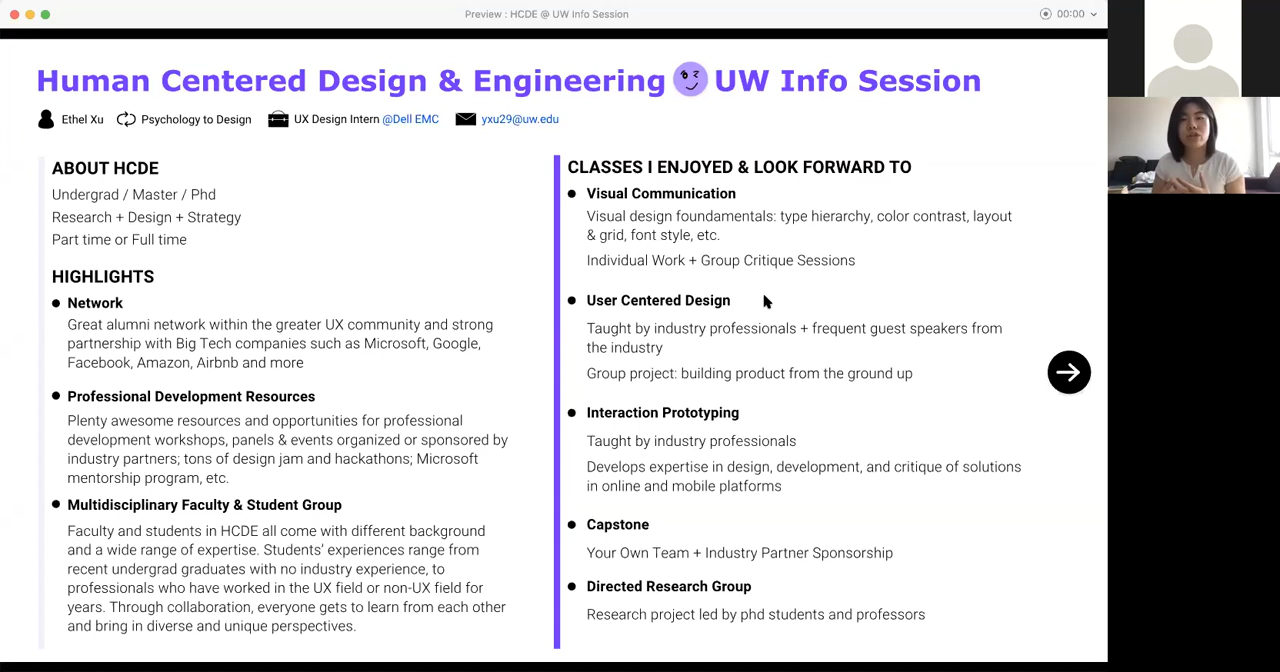 Preview : HCDE @ UW Info Session
00:00
Human Centered Design & Engineering UW Info Session
Ethel Xu Psychology to Design UX Design Intern @Dell EMC yxu29@uw.edu
ABOUT HCDE
Undergrad / Master / Phd
Research + Design + Strategy
Part time or Full time
HIGHLIGHTS
Network
Great alumni network within the greater UX community and strong
partnership with Big Tech companies such as Microsoft, Google,
Facebook, Amazon, Airbnb and more
Professional Development Resources
Plenty awesome resources and opportunities for professional
development workshops, panels & events organized or sponsored by
industry partners; tons of design jam and hackathons; Microsoft
mentorship program, etc.
Multidisciplinary Faculty & Student Group
Faculty and students in HCDE all come with different background
and a wide range of expertise. Students' experiences range from
recent undergrad graduates with no industry experience, to
professionals who have worked in the UX field or non-UX field for
years. Through collaboration, everyone gets to learn from each other
and bring in diverse and unique perspectives.
CLASSES I ENJOYED & LOOK FORWARD TO
Visual Communication
Visual design foundamentals: type hierarchy, color contrast, layout
& grid, font style, etc.
Individual Work + Group Critique Sessions
User Centered Design
Taught by industry professionals + frequent guest speakers from
the industry
Group project: building product from the ground up
Interaction Prototyping
Taught by industry professionals
Develops expertise in design, development, and critique of solutions
in online and mobile platforms
Capstone
Your Own Team + Industry Partner Sponsorship
Directed Research Group
Research project led by phd students and professors